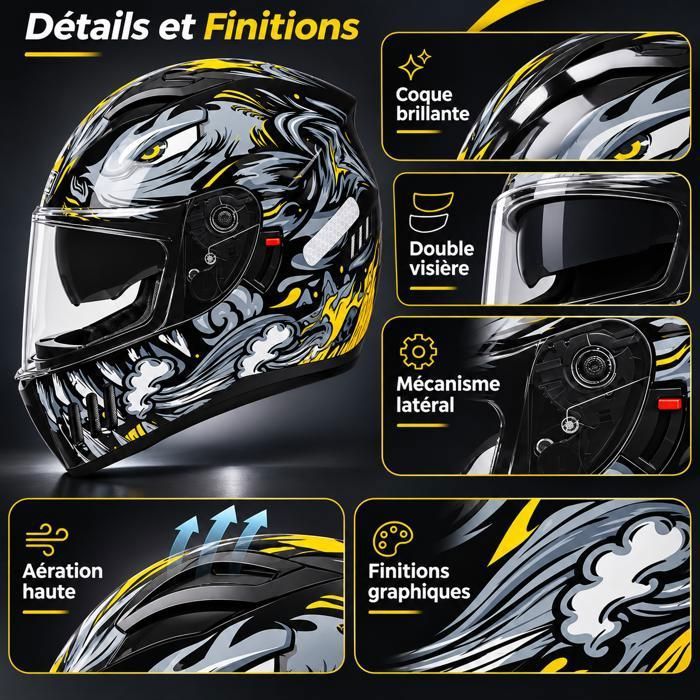 Détails et Finitions
Coque
brillante
Double
visière
Mécanisme
latéral
Aération
haute
Finitions
graphiques